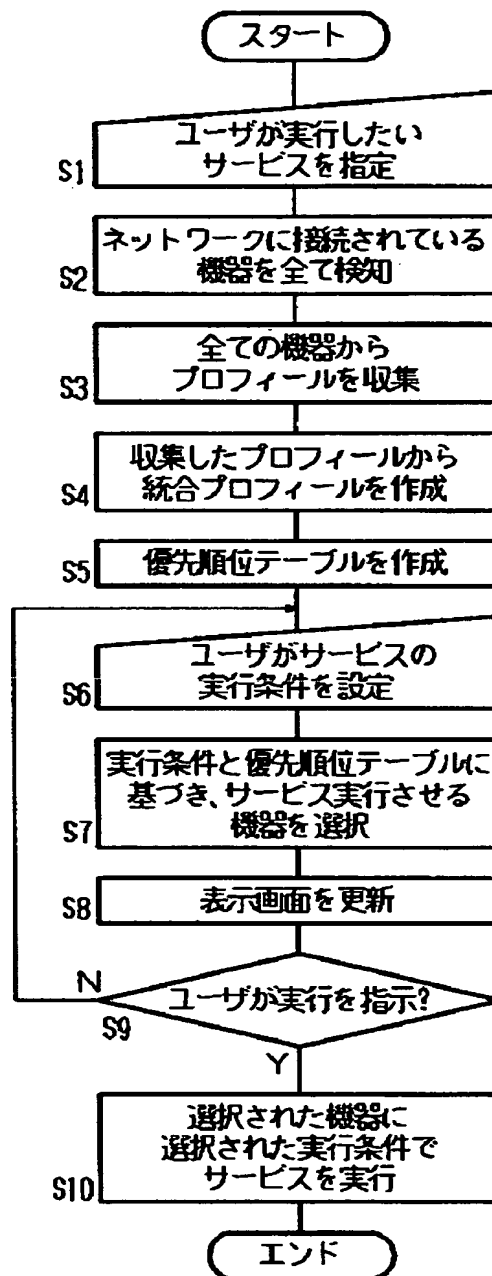 スタート
ユーザが実行したい
サービスを指定
S1
ネットワークに接続されている
機器を全て検知
S2
全ての機器から
プロフィールを収集
S3
収集したプロフィールから
統合プロフィールを作成
S4
優先順位テーブルを作成
S5
ユーザがサービスの
実行条件を設定
S6
実行条件と優先順位テーブルに
基づき、サービス実行させる
機器を選択
S7
表示画面を更新
S8
N
ユーザが実行を指示?
S9
Y
選択された機器に
選択された実行条件で
サービスを実行
S10
エンド